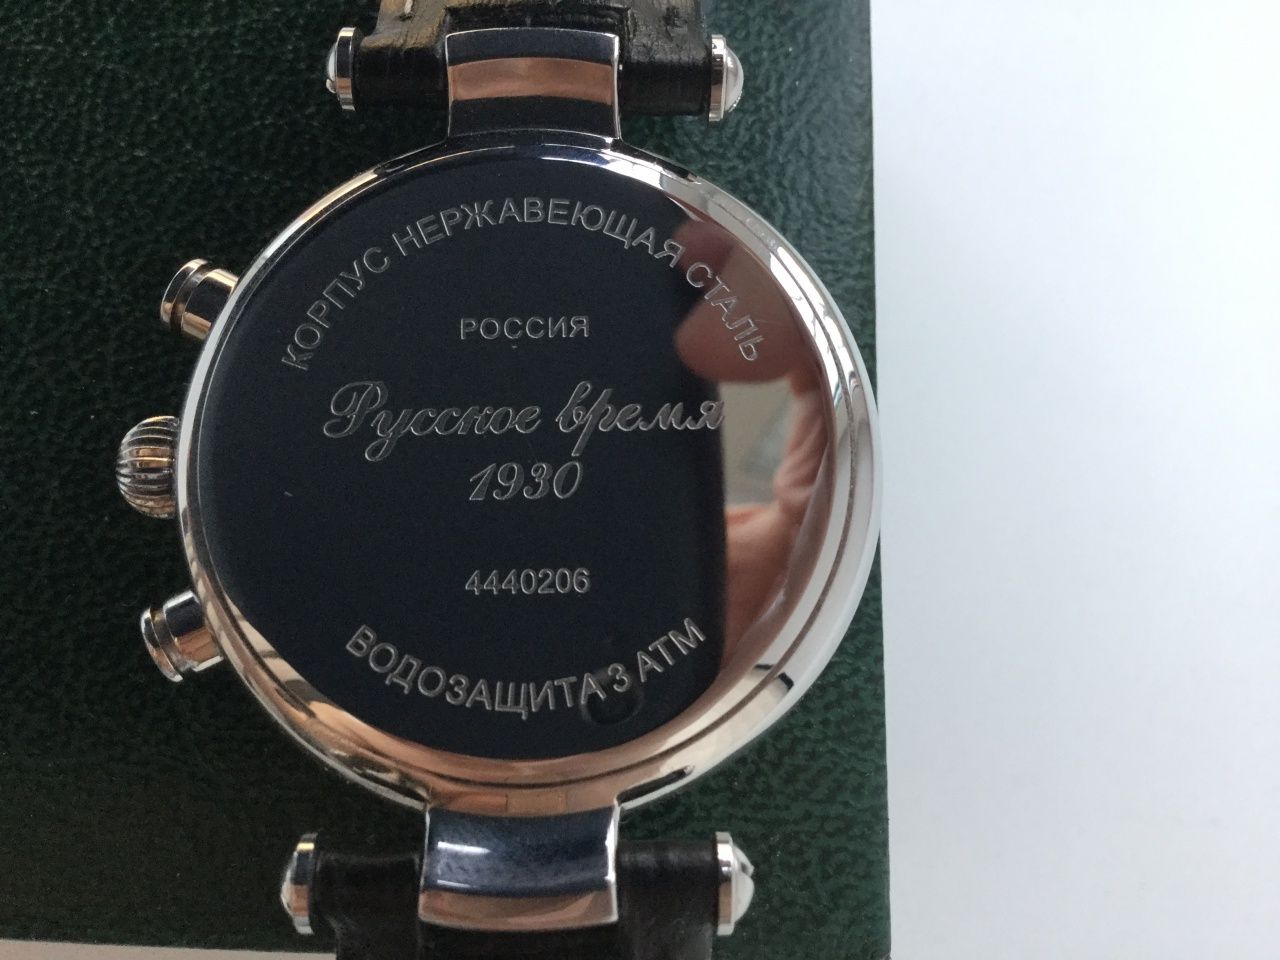 КОРПУС НЕРЖАВЕЮЩАЯ СТАЛЬ
РОССИЯ
Русское время
1930
4440206
ВОДОЗАЩИТА 3 АТМ